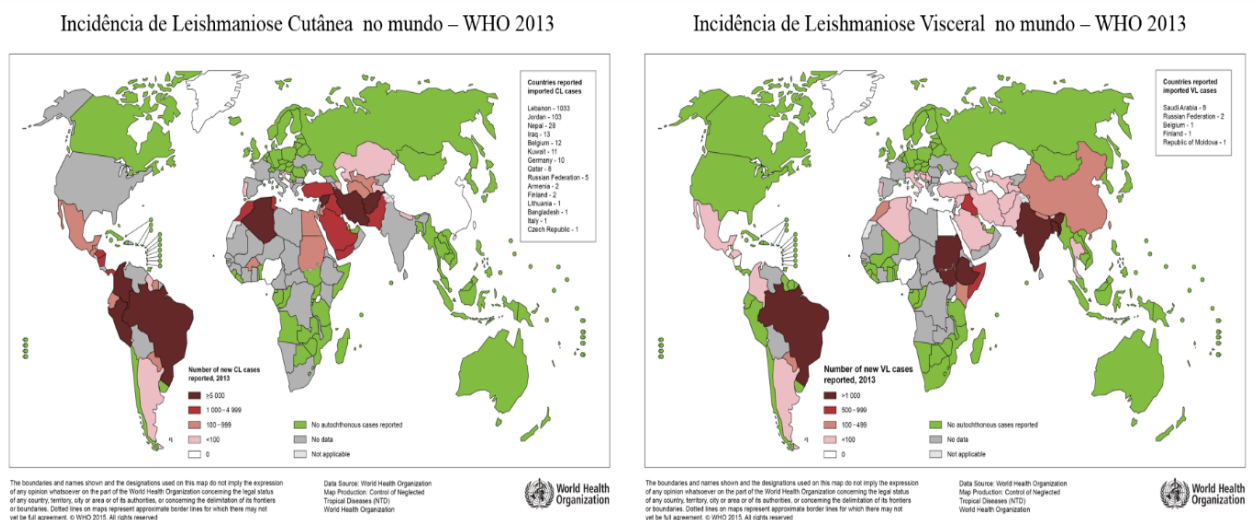 Incidência de Leishmaniose Cutânea no mundo – WHO 2013
Countries reported
imported CL cases
Lebanon - 1033
Jordan - 103
Nepal - 28
Iraq - 13
Belgium - 12
Kuwait - 11
Germany - 10
Qatar - 8
Russian Federation - 5
Armenia - 2
Finland - 2
Lithuania - 1
Bangladesh - 1
Italy - 1
Czech Republic - 1
Number of new CL cases
reported, 2013
≥5 000
1 000 - 4 999
100 - 999
<100
0
No autochthonous cases reported
No data
Not applicable
The boundaries and names shown and the designations used on this map do not imply the expression
of any opinion whatsoever on the part of the World Health Organization concerning the legal status
of any country, territory, city or area or of its authorities, or concerning the delimitation of its frontiers
or boundaries. Dotted lines on maps represent approximate border lines for which there may not
yet be full agreement. © WHO 2015. All rights reserved
Data Source: World Health Organization
Map Production: Control of Neglected
Tropical Diseases (NTD)
World Health Organization
World Health
Organization
Incidência de Leishmaniose Visceral no mundo – WHO 2013
Countries reported
imported VL cases
Saudi Arabia - 8
Russian Federation - 2
Belgium - 1
Finland - 1
Republic of Moldova - 1
Number of new VL cases
reported, 2013
>1 000
500 - 999
100 - 499
<100
0
No autochthonous cases reported
No data
Not applicable
The boundaries and names shown and the designations used on this map do not imply the expression
of any opinion whatsoever on the part of the World Health Organization concerning the legal status
of any country, territory, city or area or of its authorities, or concerning the delimitation of its frontiers
or boundaries. Dotted lines on maps represent approximate border lines for which there may not
yet be full agreement. © WHO 2015. All rights reserved
Data Source: World Health Organization
Map Production: Control of Neglected
Tropical Diseases (NTD)
World Health Organization
World Health
Organization